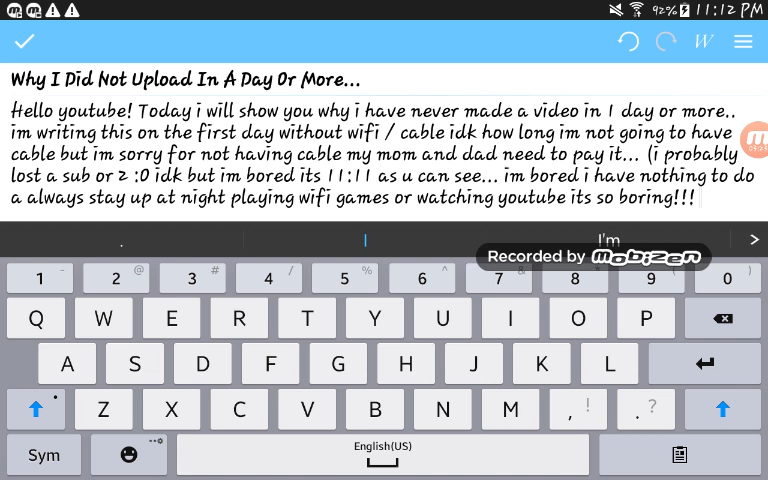 92% 11:12 PM
W
Why I Did Not Upload In A Day Or More...
Hello youtube! Today i will show you why i have never made a video in 1 day or more..
im writing this on the first day without wifi / cable idk how long im not going to have
cable but im sorry for not having cable my mom and dad need to pay it... (i probably
lost a sub or 2 :0 idk but im bored its 11:11 as u can see... im bored i have nothing to do
a always stay up at night playing wifi games or watching youtube its so boring!!!
. I I'm >
Recorded by mobizen
1 - 2 @ 3 # 4 / 5 % 6 ^ 7 & 8 * 9 ( 0 )
Q W E R T Y U I O P
A S D F G H J K L
Z X C V B N M , ! . ?
Sym English(US)